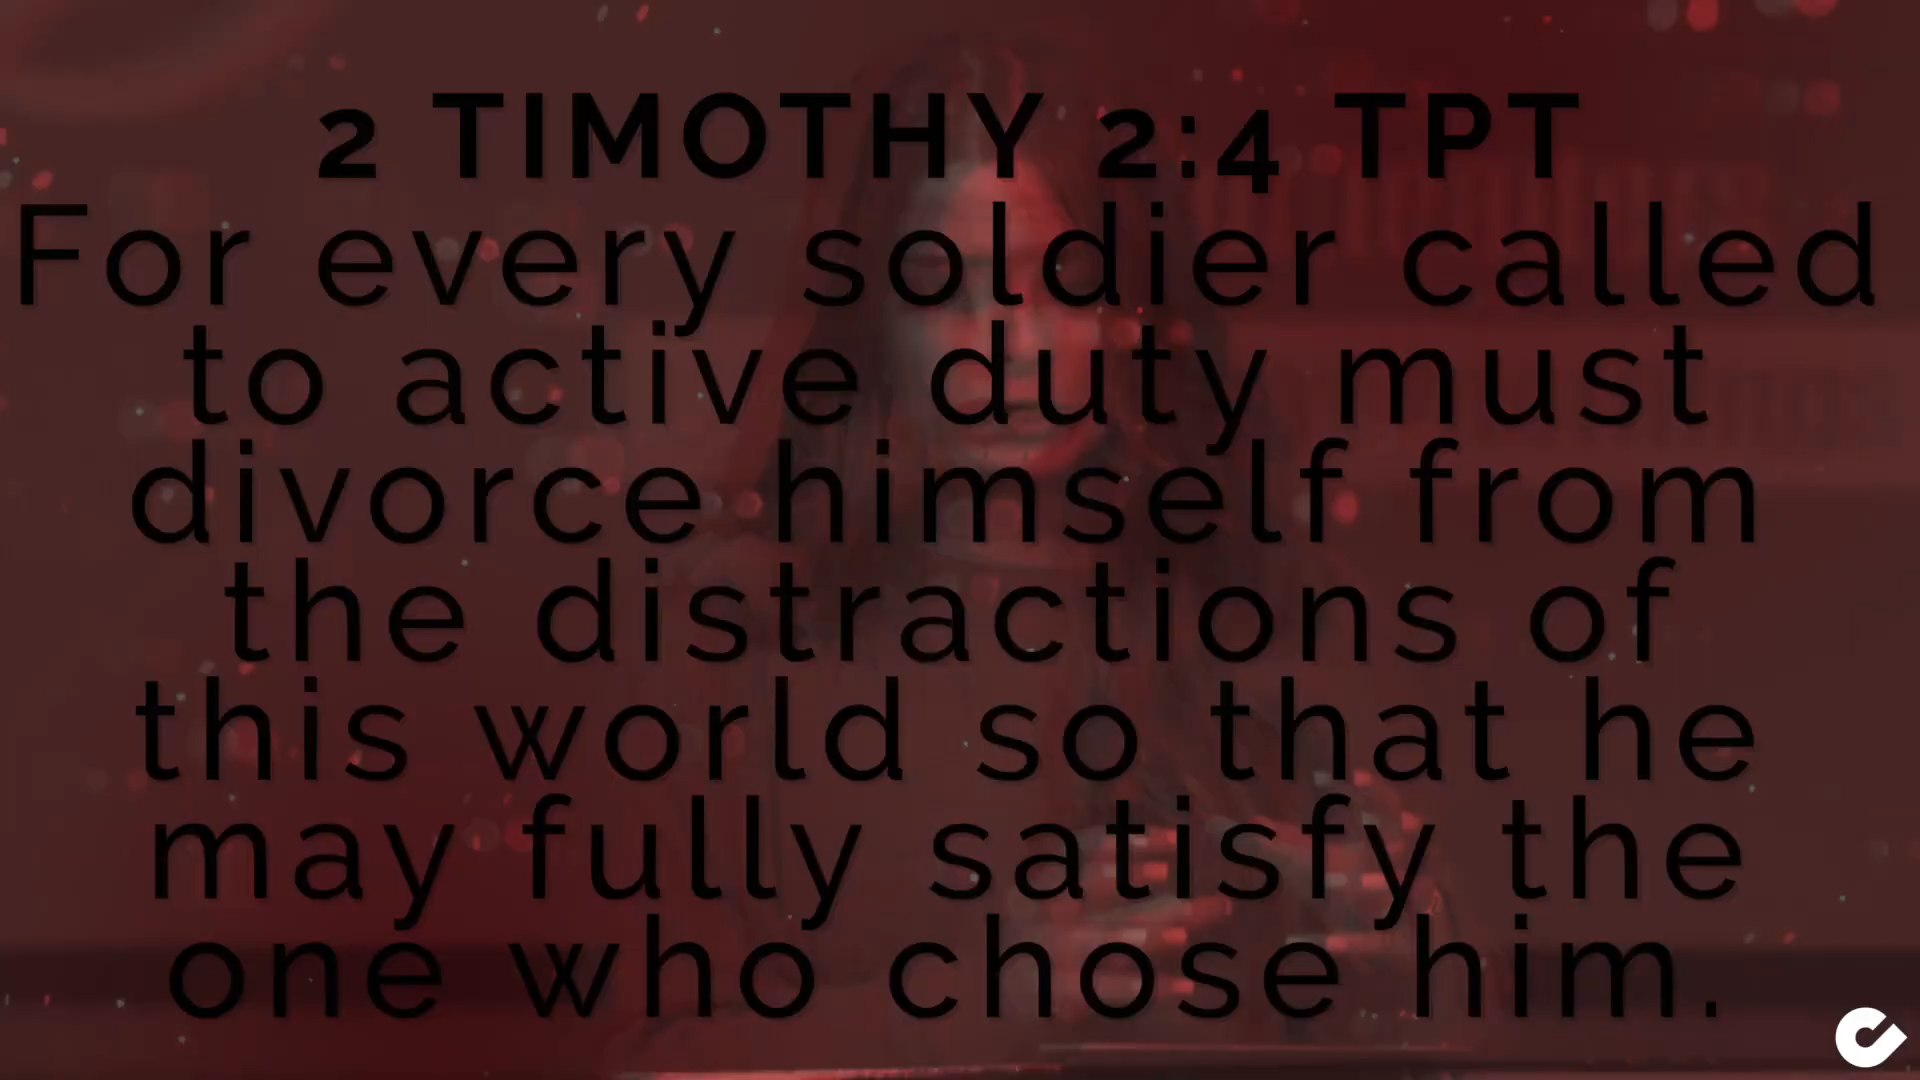 2 TIMOTHY 2:4 TPT
For every soldier called
to active duty must
divorce himself from
the distractions of
this world so that he
may fully satisfy the
one who chose him.